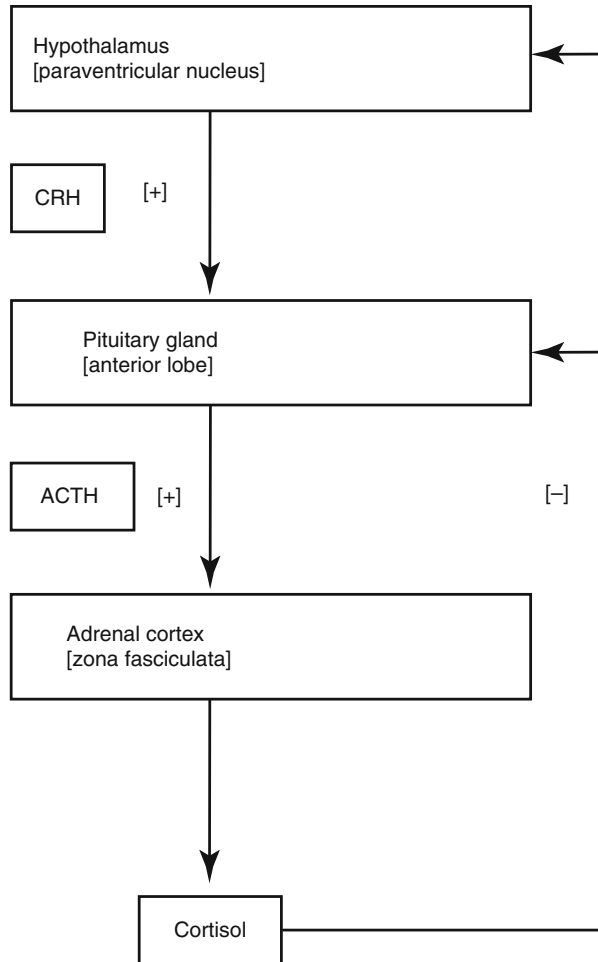 Hypothalamus
[paraventricular nucleus]
CRH
[+]
Pituitary gland
[anterior lobe]
ACTH
[+]
[–]
Adrenal cortex
[zona fasciculata]
Cortisol